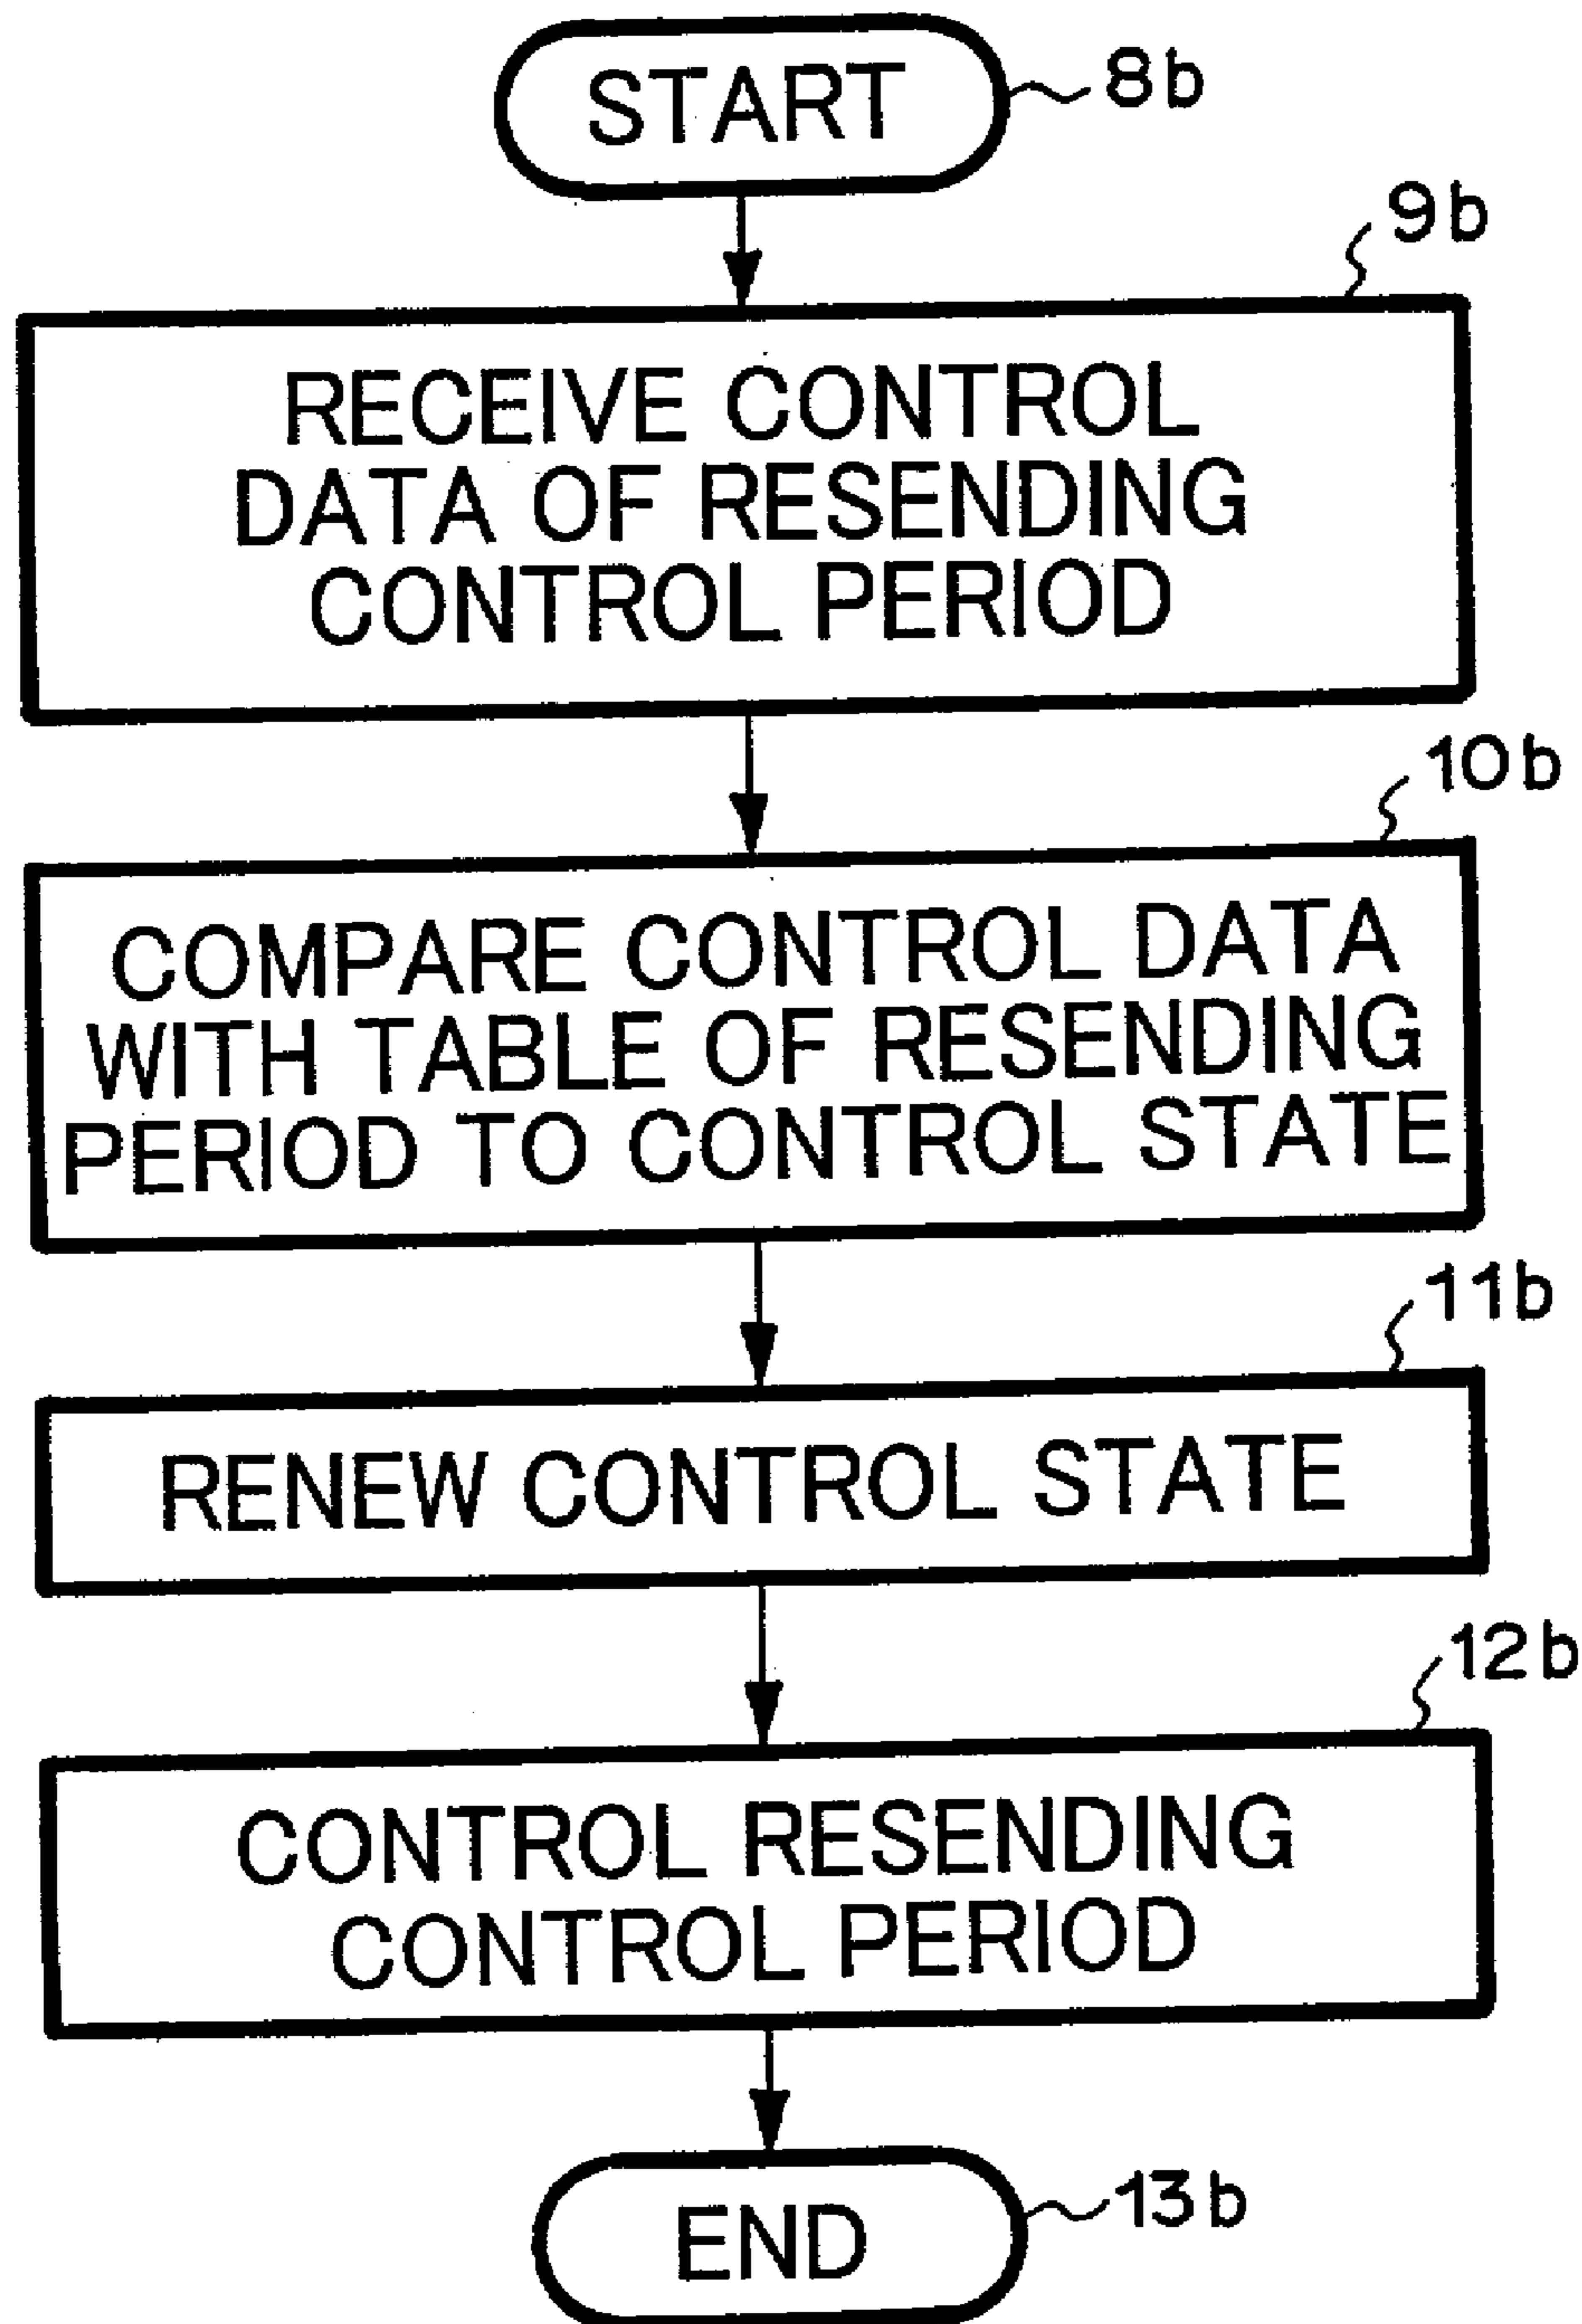 START
8b
9b
RECEIVE CONTROL
DATA OF RESENDING
CONTROL PERIOD
10b
COMPARE CONTROL DATA
WITH TABLE OF RESENDING
PERIOD TO CONTROL STATE
11b
RENEW CONTROL STATE
12b
CONTROL RESENDING
CONTROL PERIOD
END
13b